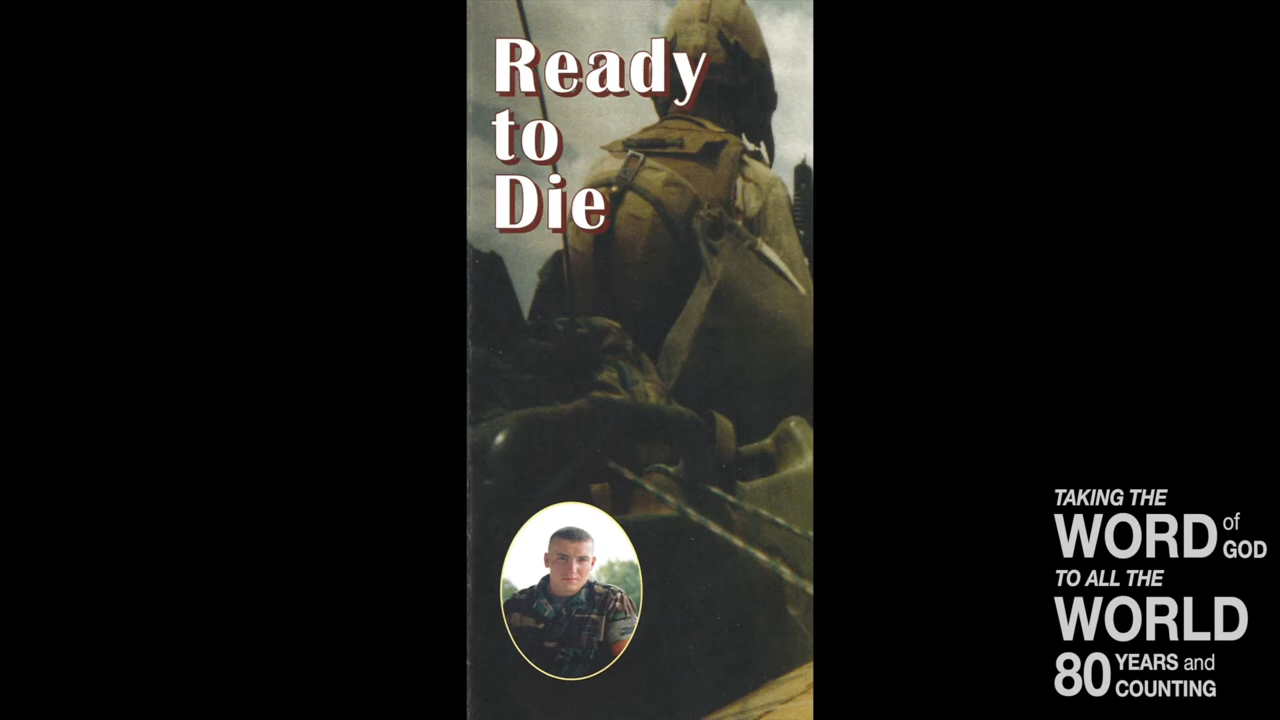 Ready
to
Die
TAKING THE
WORD of GOD
TO ALL THE
WORLD
80 YEARS and COUNTING